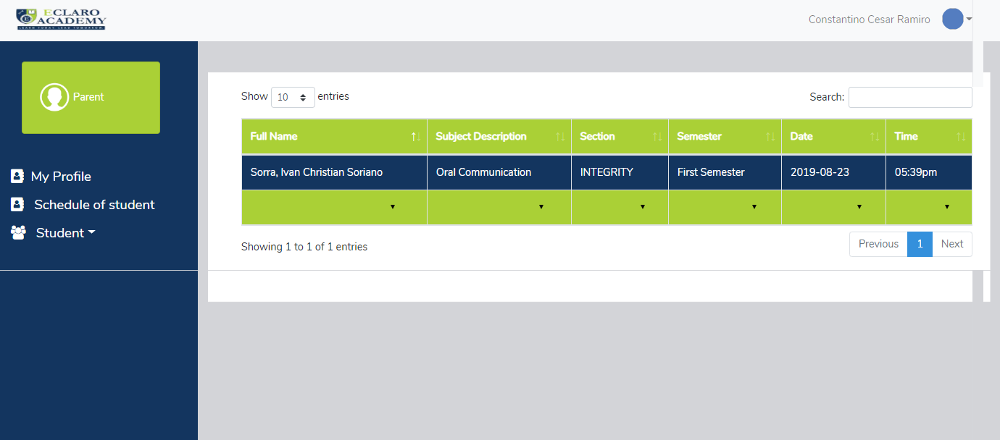 ECLARO
ACADEMY
LEARN TODAY. LEAD TOMORROW.
Constantino Cesar Ramiro
Parent
My Profile
Schedule of student
Student
Show 10 entries
Search:
Full Name Subject Description Section Semester Date Time
Sorra, Ivan Christian Soriano Oral Communication INTEGRITY First Semester 2019-08-23 05:39pm
Showing 1 to 1 of 1 entries
Previous 1 Next